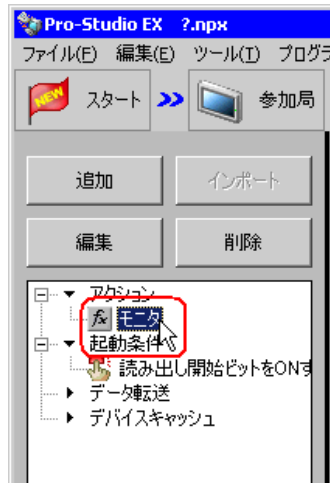 Pro-Studio EX ?.npx
ファイル(F) 編集(E) ツール(T) プログラ
NEW スタート >> 参加局
追加 インポート
編集 削除
アクション
fx モニタ
起動条件
読み出し開始ビットをONす
データ転送
デバイスキャッシュ